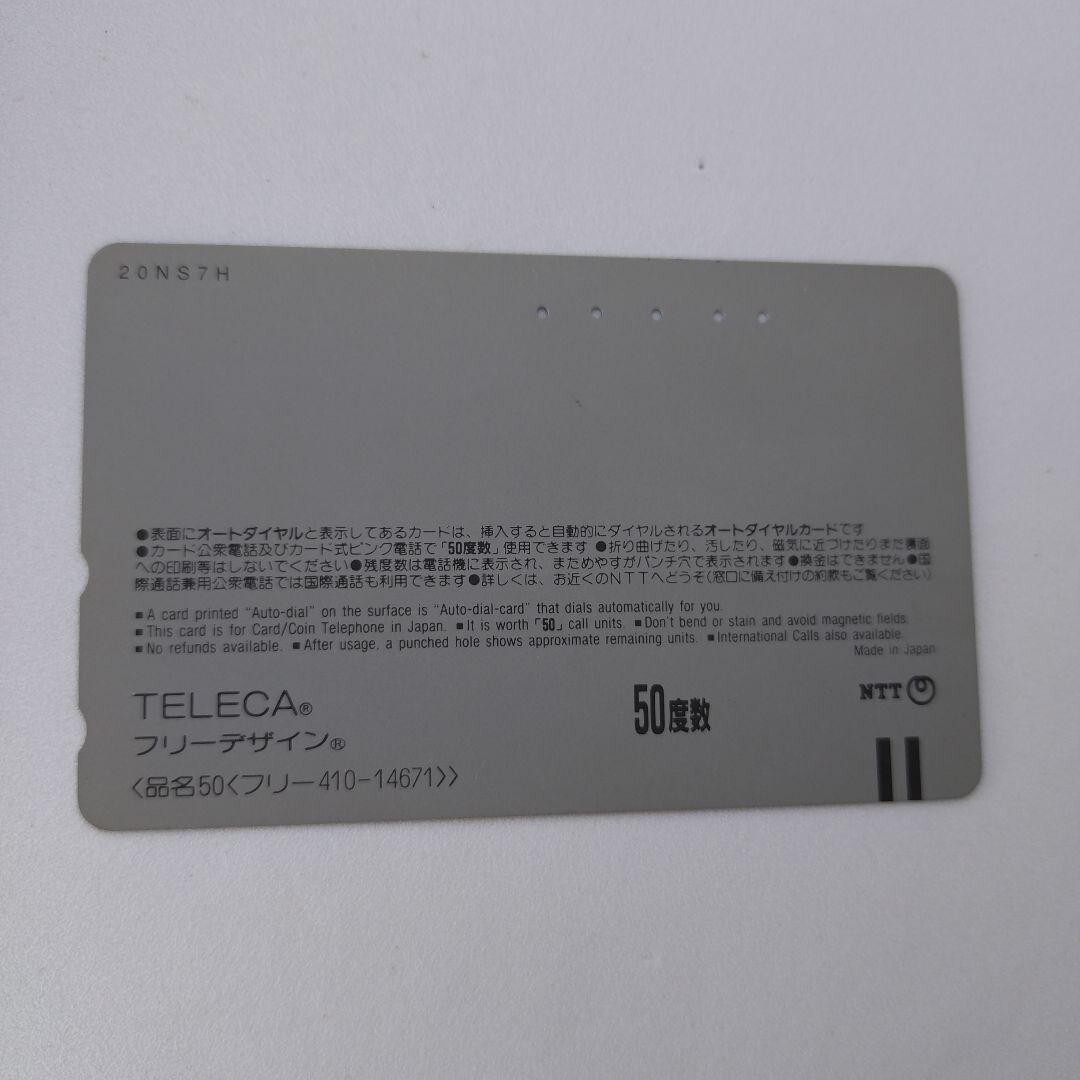 20NS7H
●表面にオートダイヤルと表示してあるカードは、挿入すると自動的にダイヤルされるオートダイヤルカードです
●カード公衆電話及びカード式ピンク電話で「50度数」使用できます ●折り曲げたり、汚したり、磁気に近づけたりまた裏面
への印刷等はしないでください ●残度数は電話機に表示され、まためやすがパンチ穴で表示されます ●換金はできません ●国
際通話兼用公衆電話では国際通話も利用できます ●詳しくは、お近くのNTTへどうぞ(窓口に備え付けの約款もご覧ください)
■ A card printed "Auto-dial" on the surface is "Auto-dial-card" that dials automatically for you.
■ This card is for Card/Coin Telephone in Japan. ■ It is worth「50」call units. ■ Don't bend or stain and avoid magnetic fields.
■ No refunds available. ■ After usage, a punched hole shows approximate remaining units. ■ International Calls also available.
Made in Japan
TELECA®
フリーデザイン®
50度数
NTT
〈品名50〈フリー410-14671〉〉